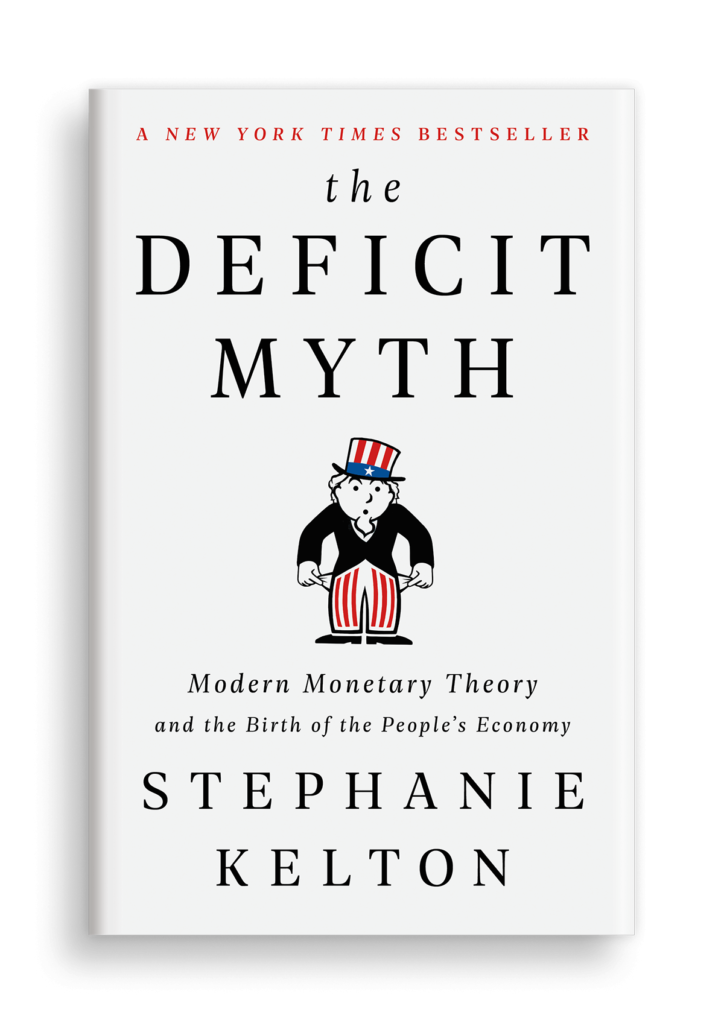 A NEW YORK TIMES BESTSELLER
the
DEFICIT
MYTH
Modern Monetary Theory
and the Birth of the People’s Economy
STEPHANIE
KELTON